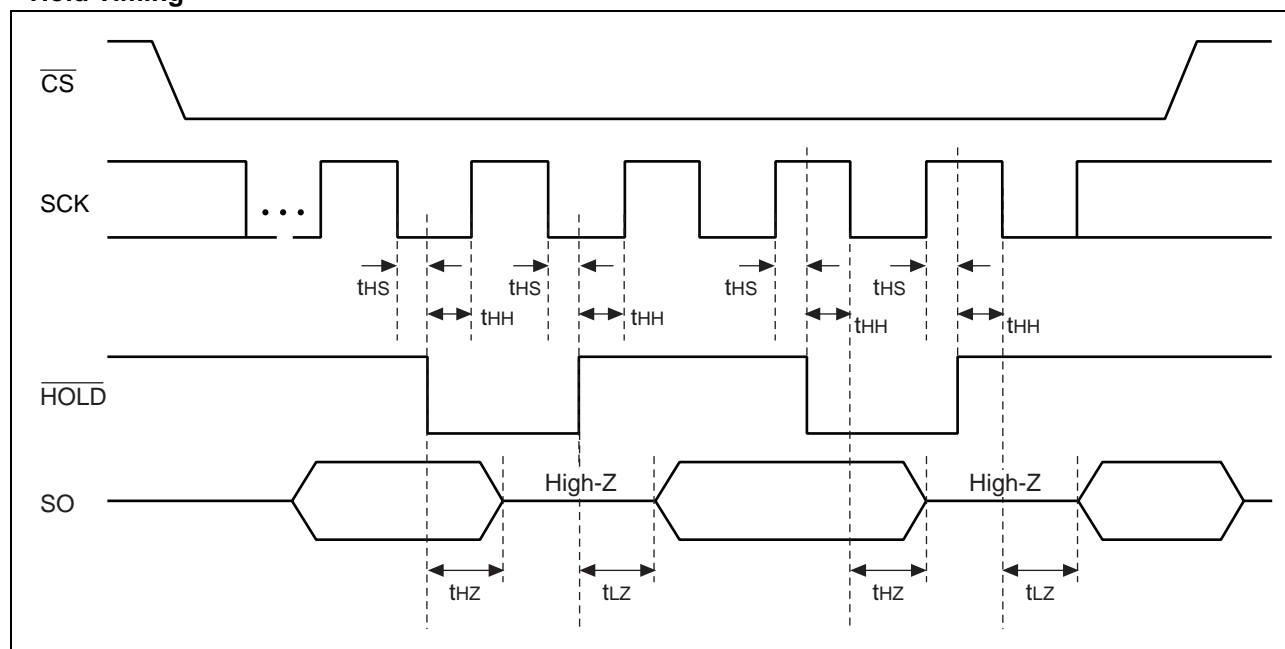 Hold Timing
CS
SCK
• • •
tHS tHS tHS tHS
tHH tHH tHH tHH
HOLD
High-Z High-Z
SO
tHZ tLZ tHZ tLZ